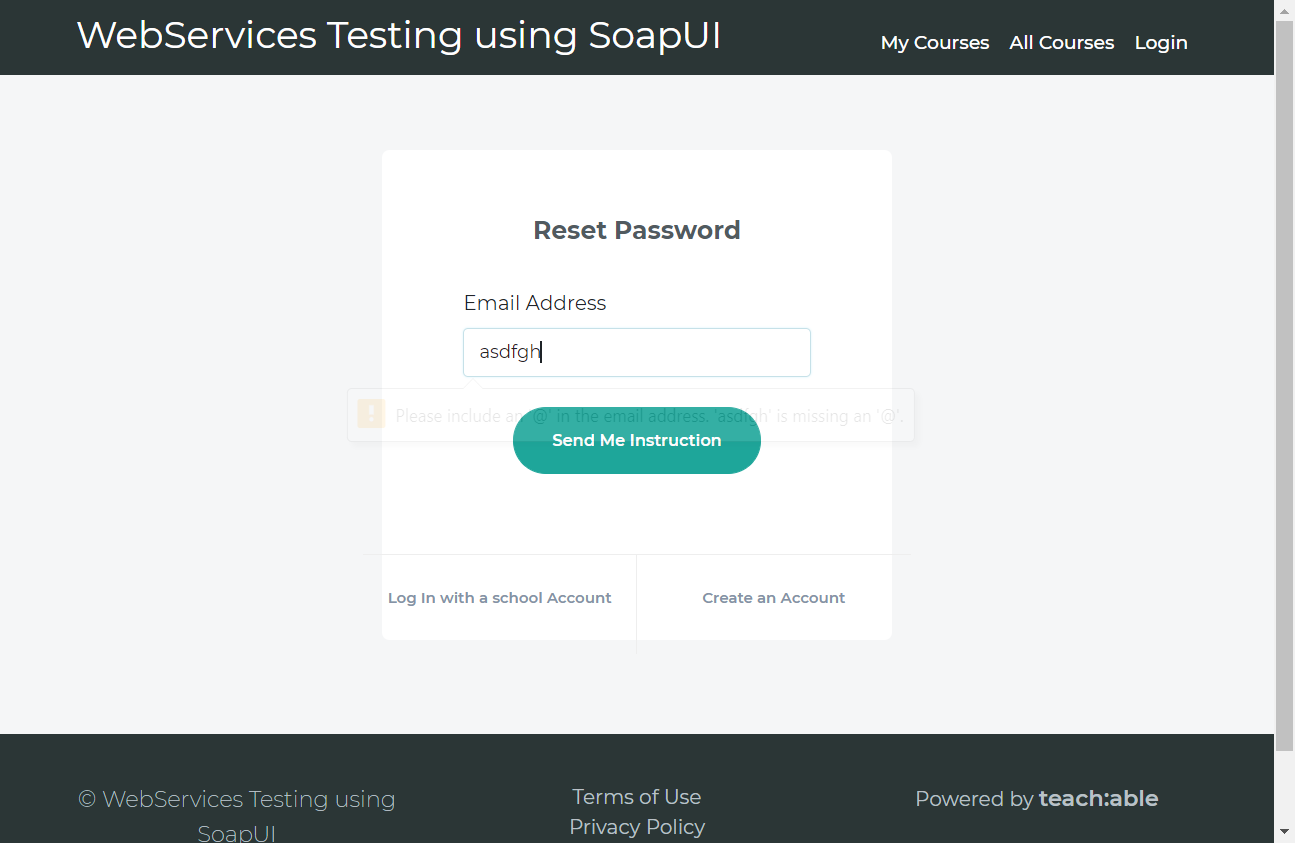 WebServices Testing using SoapUI
My Courses All Courses Login
Reset Password
Email Address
asdfgh
Please include an '@' in the email address. 'asdfgh' is missing an '@'.
Send Me Instruction
Log In with a school Account
Create an Account
© WebServices Testing using
SoapUI
Terms of Use
Privacy Policy
Powered by teach:able